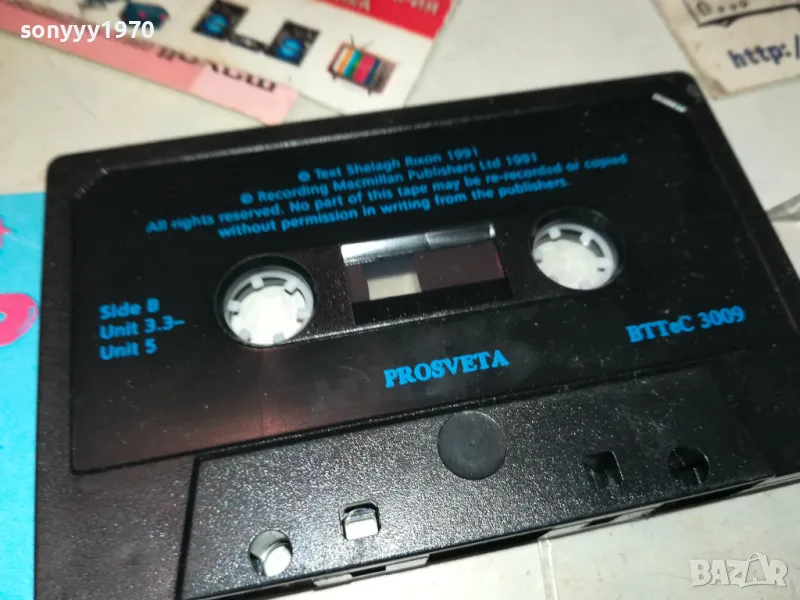 sonyyy1970
http:/
© Text Shelagh Rixon 1991
℗ Recording Macmillan Publishers Ltd 1991
All rights reserved. No part of this tape may be re-recorded or copied
without permission in writing from the publishers.
Side B
Unit 3.3–
Unit 5
PROSVETA
BTTeC 3009
BAZAR